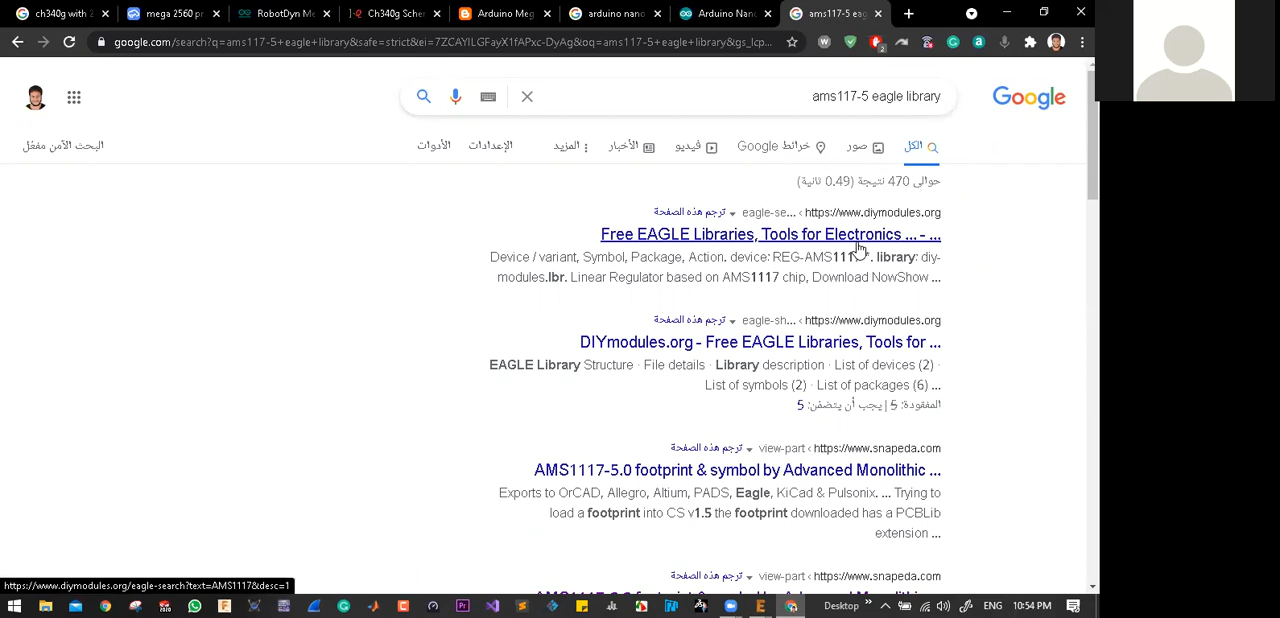 ch340g with 2
mega 2560 pr
RobotDyn Me
Ch340g Scher
Arduino Meg
arduino nano
Arduino Nan
ams117-5 eag
google.com/search?q=ams117-5+eagle+library&safe=strict&ei=7ZCAYILGFayX1fAPxc-DyAg&oq=ams117-5+eagle+library&gs_lcp...
ams117-5 eagle library
Google
الكل
صور
خرائط Google
فيديو
الأخبار
المزيد
الإعدادات
الأدوات
البحث الآمن مفعّل
حوالى 470 نتيجة (0.49 ثانية)
https://www.diymodules.org › eagle-se... ترجم هذه الصفحة
Free EAGLE Libraries, Tools for Electronics ... - ...
Device / variant, Symbol, Package, Action. device: REG-AMS111 library: diy-
modules.lbr. Linear Regulator based on AMS1117 chip, Download NowShow ...
https://www.diymodules.org › eagle-sh... ترجم هذه الصفحة
DIYmodules.org - Free EAGLE Libraries, Tools for ...
EAGLE Library Structure · File details · Library description · List of devices (2) ·
List of symbols (2) · List of packages (6) ...
المفقودة: 5 | يجب أن يتضمّن: 5
https://www.snapeda.com › view-part ترجم هذه الصفحة
AMS1117-5.0 footprint & symbol by Advanced Monolithic ...
Exports to OrCAD, Allegro, Altium, PADS, Eagle, KiCad & Pulsonix. ... Trying to
load a footprint into CS v1.5 the footprint downloaded has a PCBLib
extension ...
https://www.snapeda.com › view-part ترجم هذه الصفحة
https://www.diymodules.org/eagle-search?text=AMS1117&desc=1
Desktop
ENG
10:54 PM